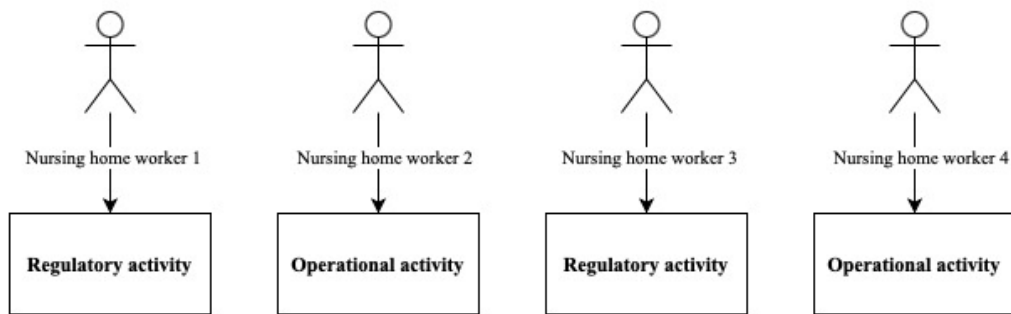 Nursing home worker 1
Nursing home worker 2
Nursing home worker 3
Nursing home worker 4
Regulatory activity
Operational activity
Regulatory activity
Operational activity